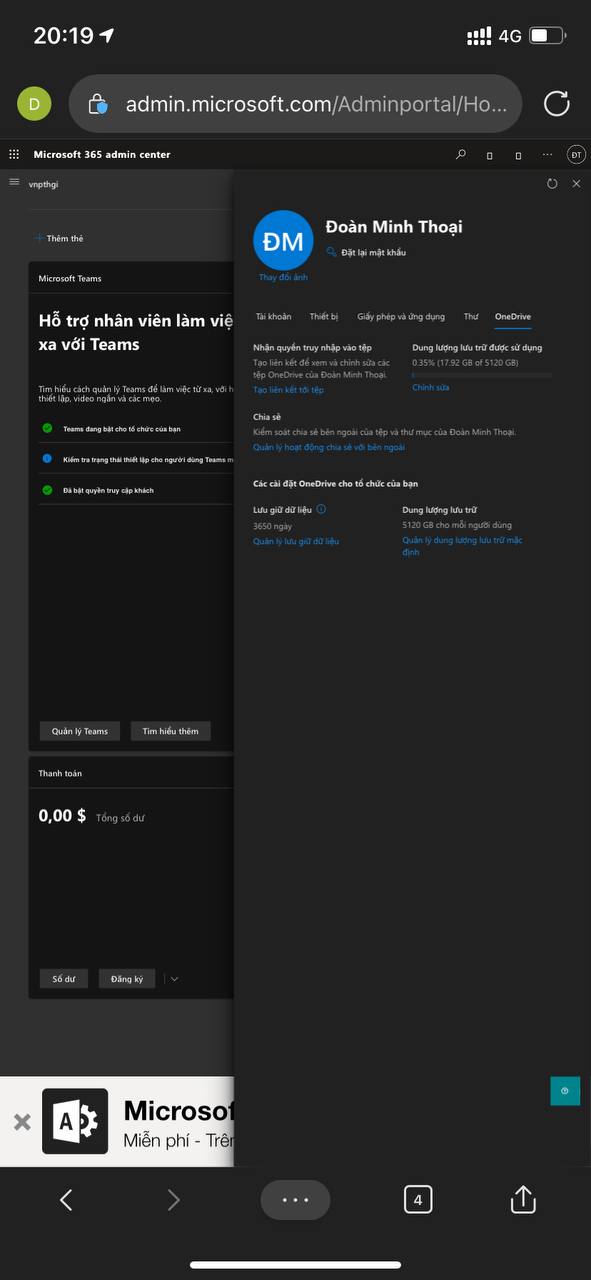 20:19
4G
D
admin.microsoft.com/Adminportal/Ho...
Microsoft 365 admin center
ĐT
vnpthgi
+ Thêm thẻ
Microsoft Teams
Hỗ trợ nhân viên làm việ
xa với Teams
Tìm hiểu cách quản lý Teams để làm việc từ xa, với h
thiết lập, video ngắn và các mẹo.
Teams đang bật cho tổ chức của bạn
Kiểm tra trạng thái thiết lập cho người dùng Teams m
Đã bật quyền truy cập khách
Quản lý Teams
Tìm hiểu thêm
Thanh toán
0,00 $ Tổng số dư
Số dư
Đăng ký
ĐM
Đoàn Minh Thoại
Đặt lại mật khẩu
Thay đổi ảnh
Tài khoản
Thiết bị
Giấy phép và ứng dụng
Thư
OneDrive
Nhận quyền truy nhập vào tệp
Tạo liên kết để xem và chỉnh sửa các
tệp OneDrive của Đoàn Minh Thoại.
Tạo liên kết tới tệp
Dung lượng lưu trữ được sử dụng
0.35% (17.92 GB of 5120 GB)
Chỉnh sửa
Chia sẻ
Kiểm soát chia sẻ bên ngoài của tệp và thư mục của Đoàn Minh Thoại.
Quản lý hoạt động chia sẻ với bên ngoài
Các cài đặt OneDrive cho tổ chức của bạn
Lưu giữ dữ liệu
3650 ngày
Quản lý lưu giữ dữ liệu
Dung lượng lưu trữ
5120 GB cho mỗi người dùng
Quản lý dung lượng lưu trữ mặc
định
A
Microsof
Miễn phí - Trên
4